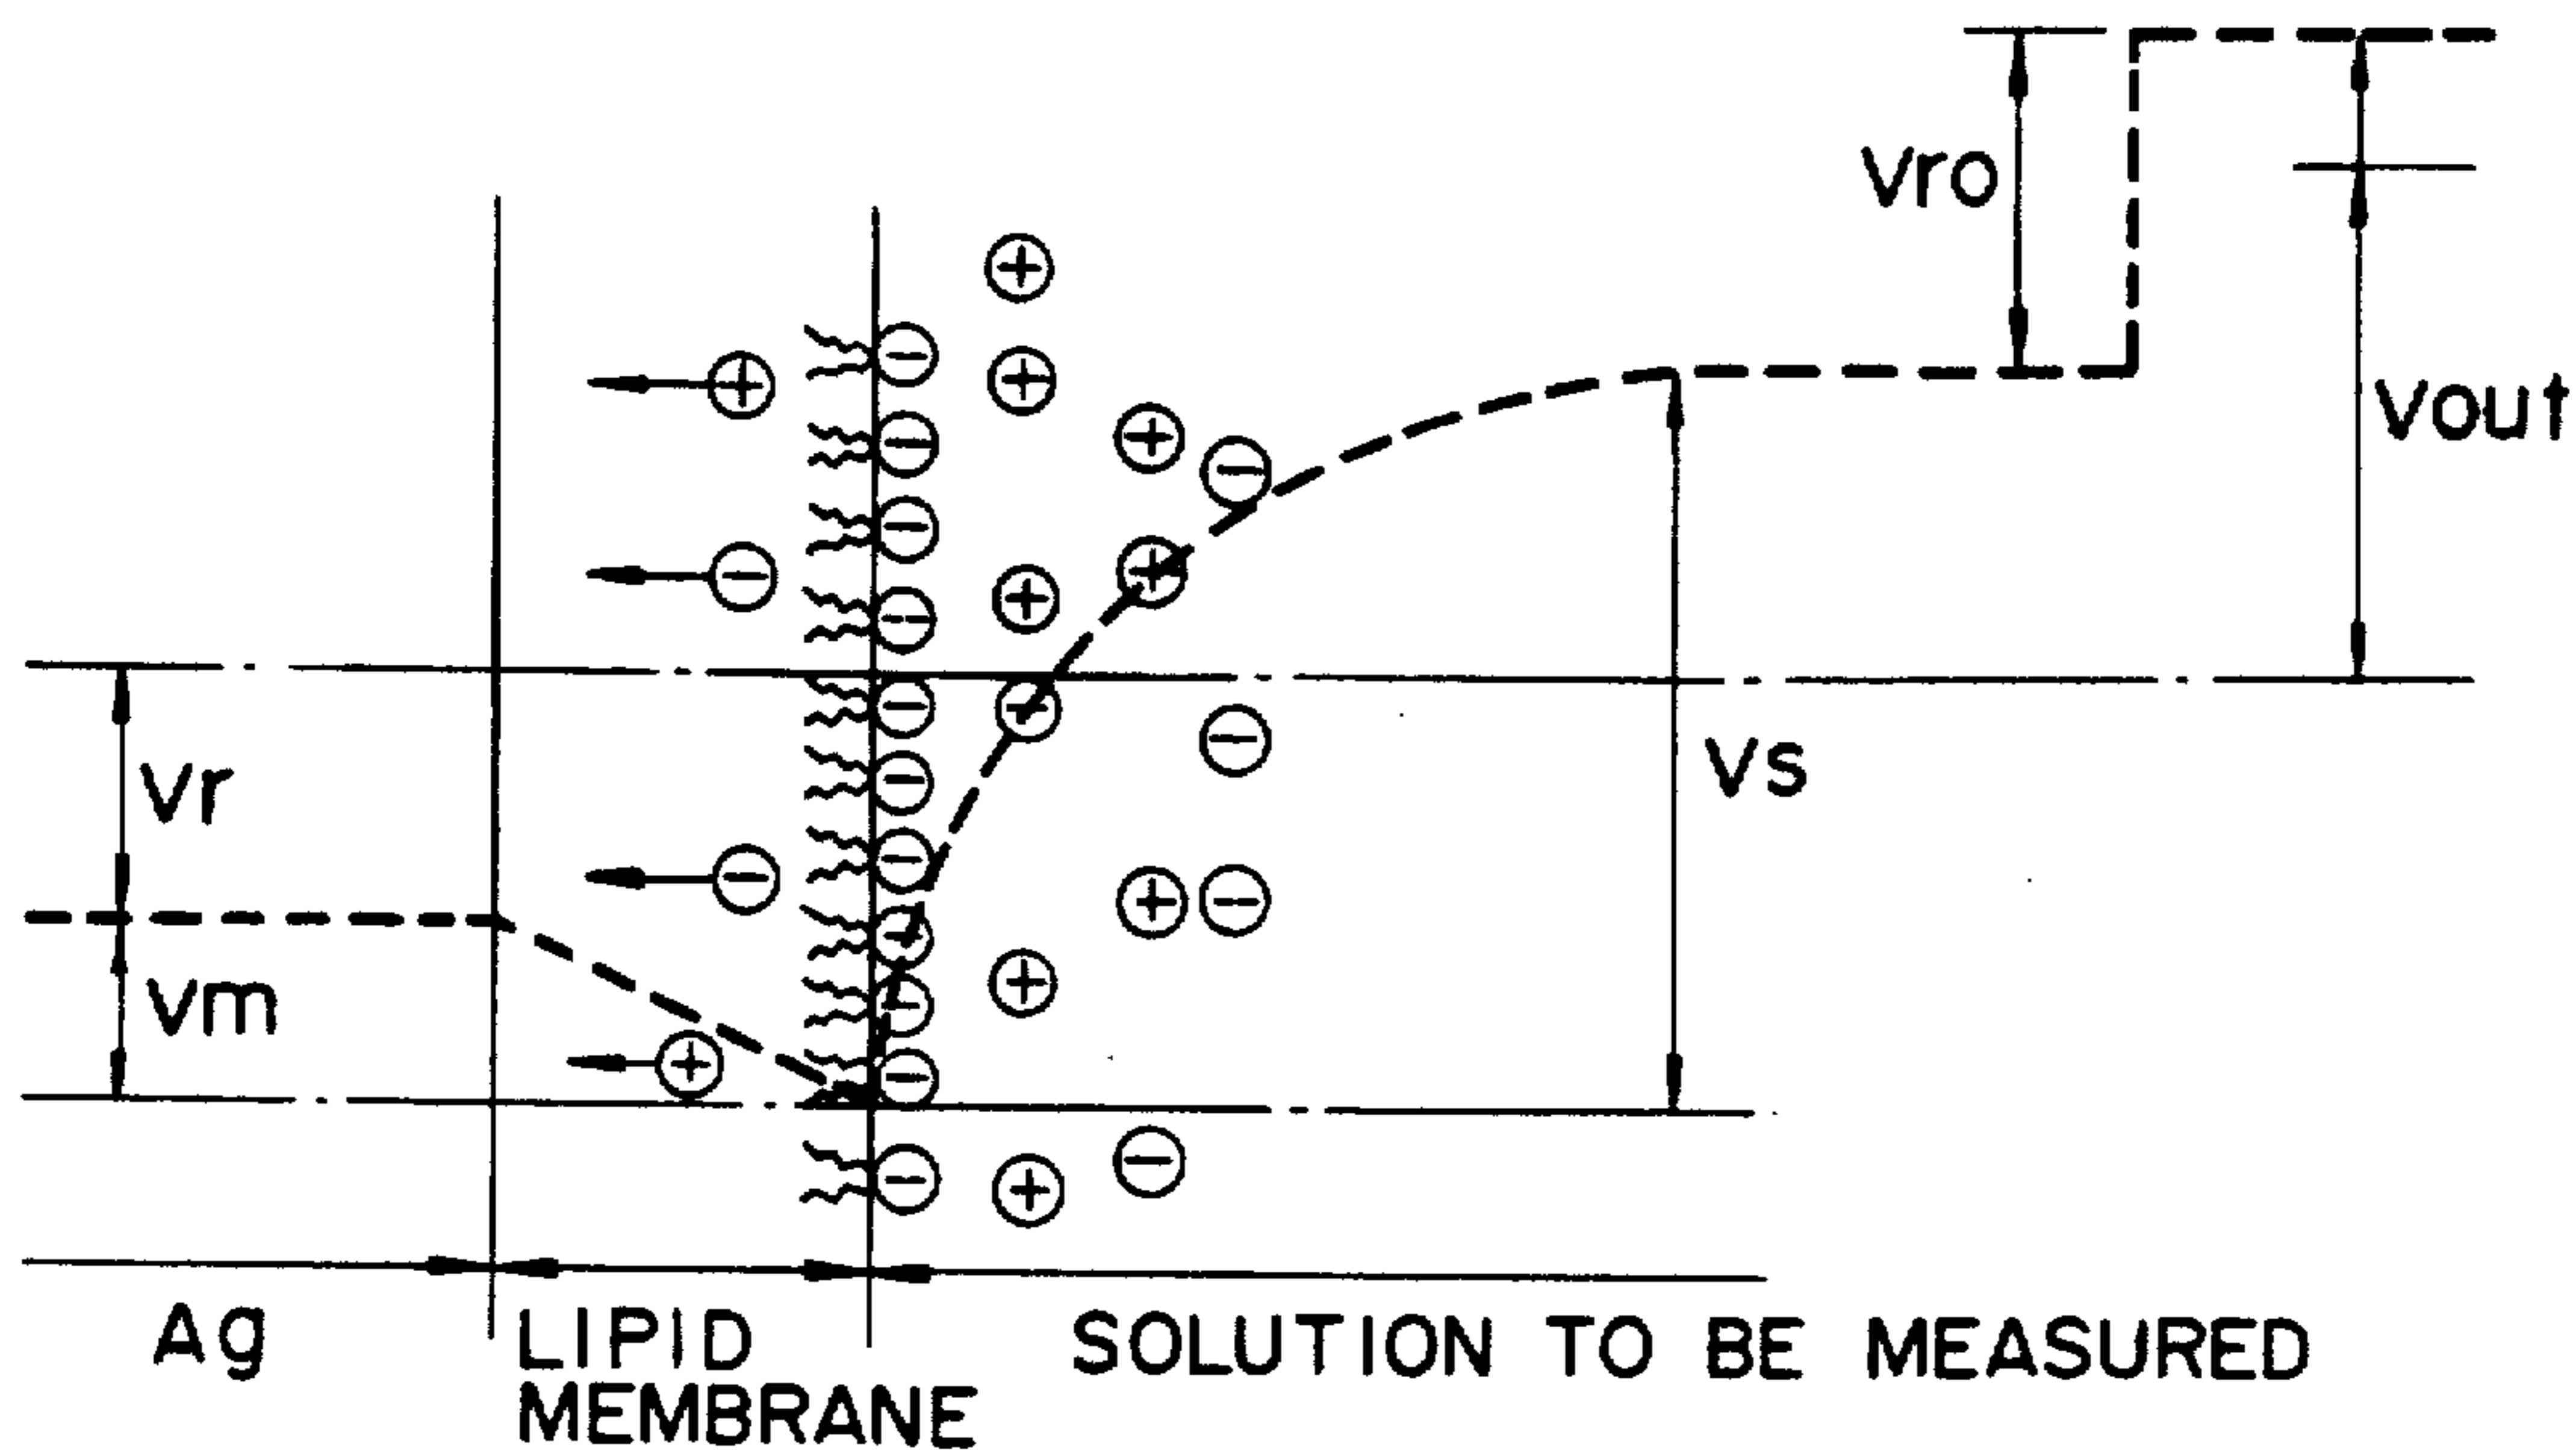 Vro
Vout
Vr
Vs
Vm
Ag
LIPID
MEMBRANE
SOLUTION TO BE MEASURED